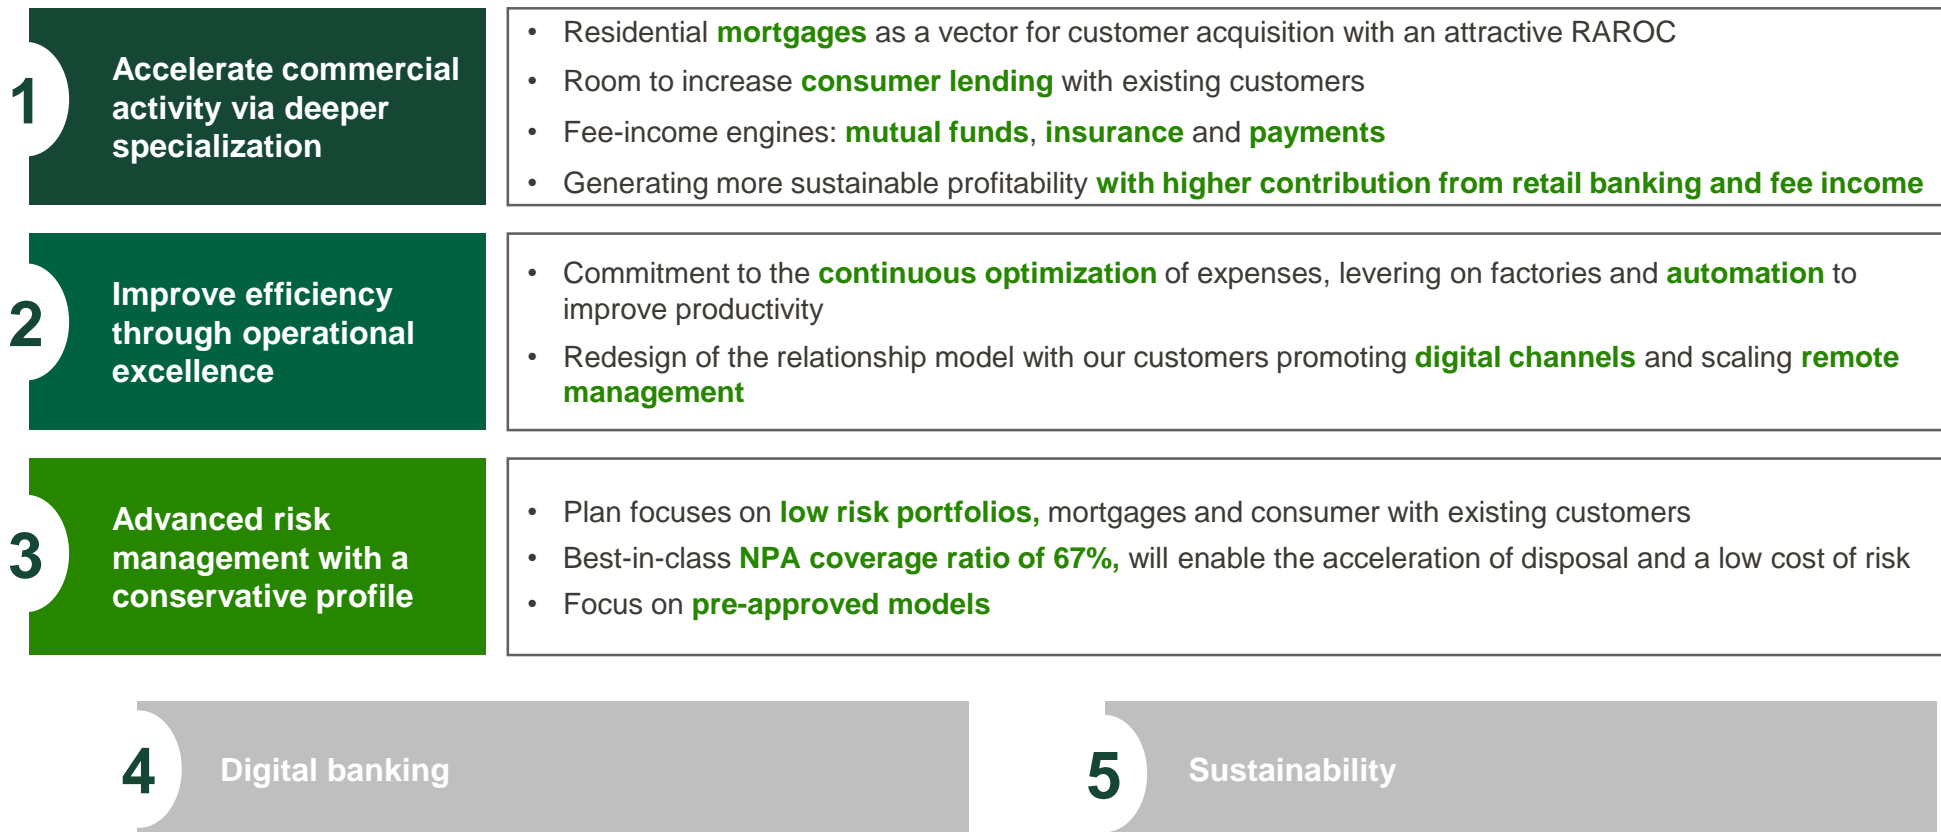 1
Accelerate commercial
activity via deeper
specialization
• Residential mortgages as a vector for customer acquisition with an attractive RAROC
• Room to increase consumer lending with existing customers
• Fee-income engines: mutual funds, insurance and payments
• Generating more sustainable profitability with higher contribution from retail banking and fee income
2
Improve efficiency
through operational
excellence
• Commitment to the continuous optimization of expenses, levering on factories and automation to
improve productivity
• Redesign of the relationship model with our customers promoting digital channels and scaling remote
management
3
Advanced risk
management with a
conservative profile
• Plan focuses on low risk portfolios, mortgages and consumer with existing customers
• Best-in-class NPA coverage ratio of 67%, will enable the acceleration of disposal and a low cost of risk
• Focus on pre-approved models
4
Digital banking
5
Sustainability